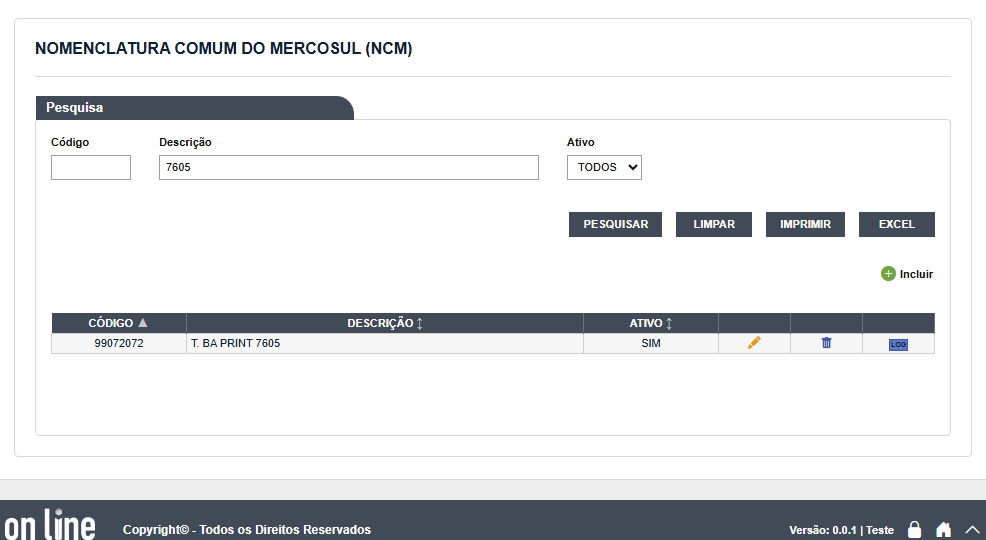 NOMENCLATURA COMUM DO MERCOSUL (NCM)
Pesquisa
Código Descrição Ativo
7605 TODOS
PESQUISAR LIMPAR IMPRIMIR EXCEL
Incluir
CÓDIGO DESCRIÇÃO ATIVO
99072072 T. BA PRINT 7605 SIM LOG
on line Copyright© - Todos os Direitos Reservados Versão: 0.0.1 | Teste